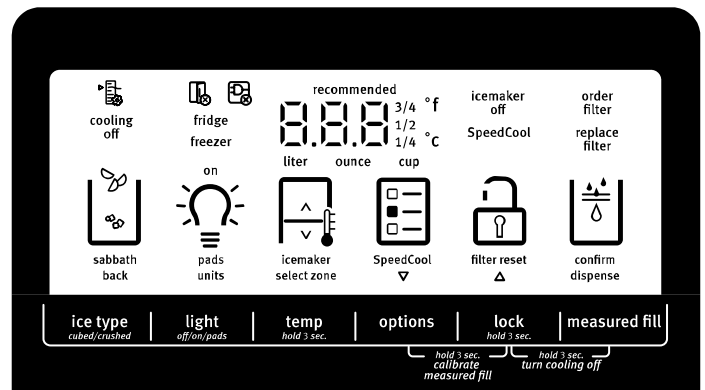 recommended
cooling
off
fridge
freezer
8.8.8
3/4 °f
1/2
1/4 °c
liter ounce cup
icemaker
off
SpeedCool
order
filter
replace
filter
on
sabbath
back
pads
units
icemaker
select zone
SpeedCool
▽
filter reset
△
confirm
dispense
ice type
cubed/crushed
light
off/on/pads
temp
hold 3 sec.
options
lock
hold 3 sec.
measured fill
hold 3 sec.
calibrate
measured fill
hold 3 sec.
turn cooling off